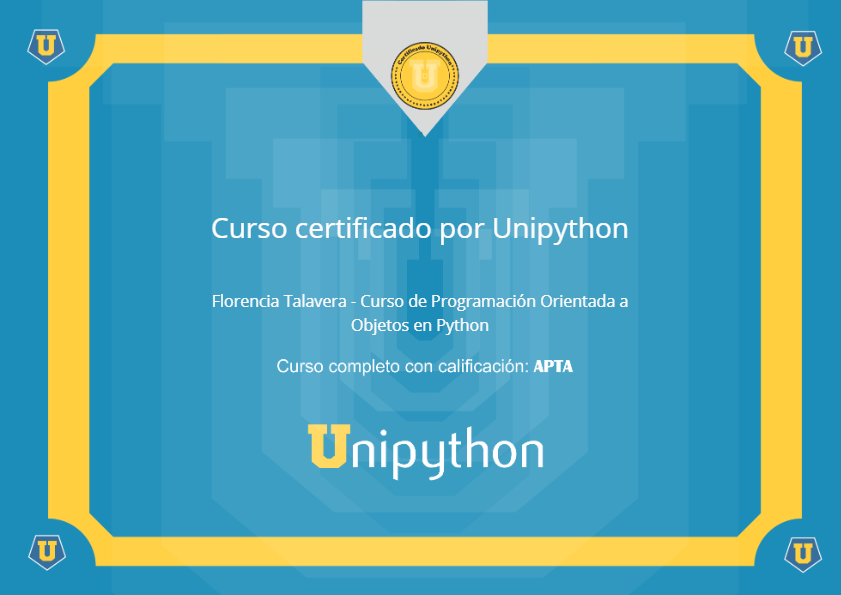 U
U
Certificado Unipython
U
Curso certificado por Unipython
Florencia Talavera - Curso de Programación Orientada a
Objetos en Python
Curso completo con calificación: APTA
Unipython
U
U